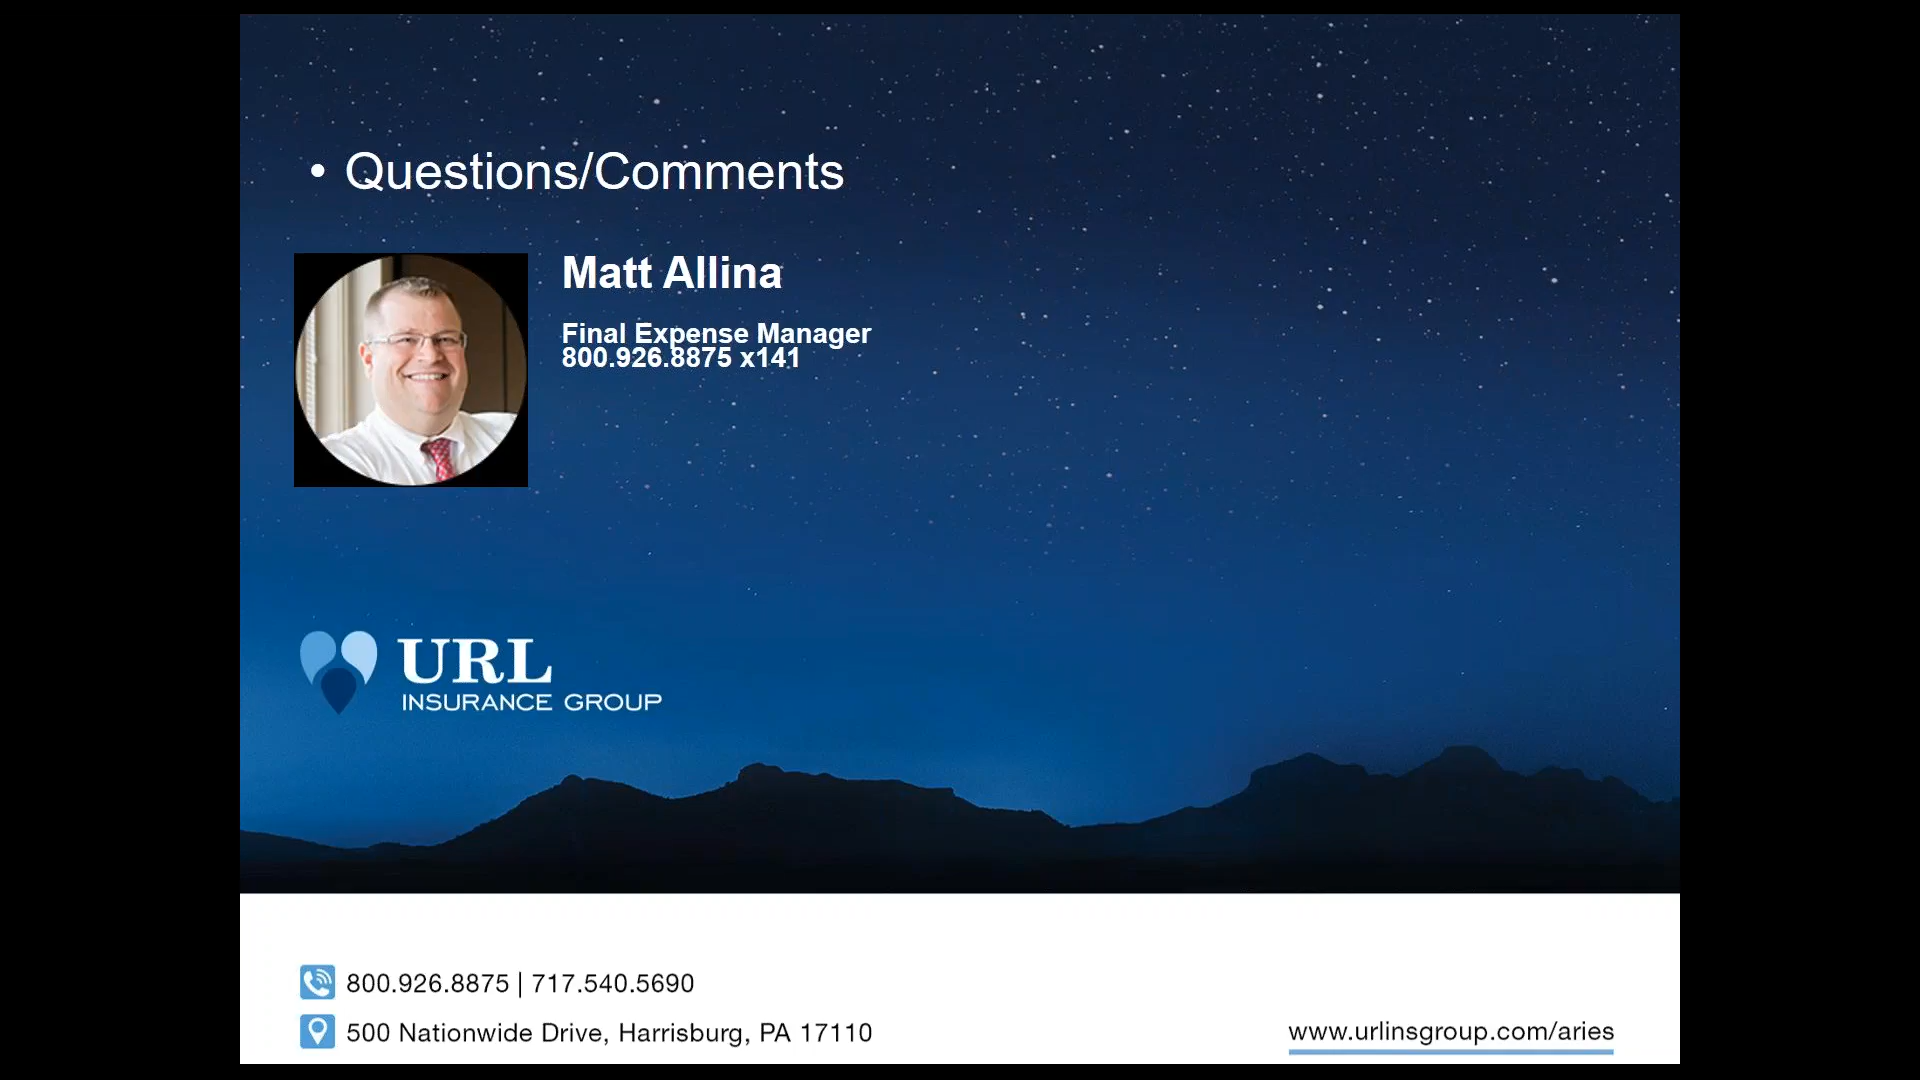 • Questions/Comments
Matt Allina
Final Expense Manager
800.926.8875 x141
URL
INSURANCE GROUP
800.926.8875 | 717.540.5690
500 Nationwide Drive, Harrisburg, PA 17110
www.urlinsgroup.com/aries